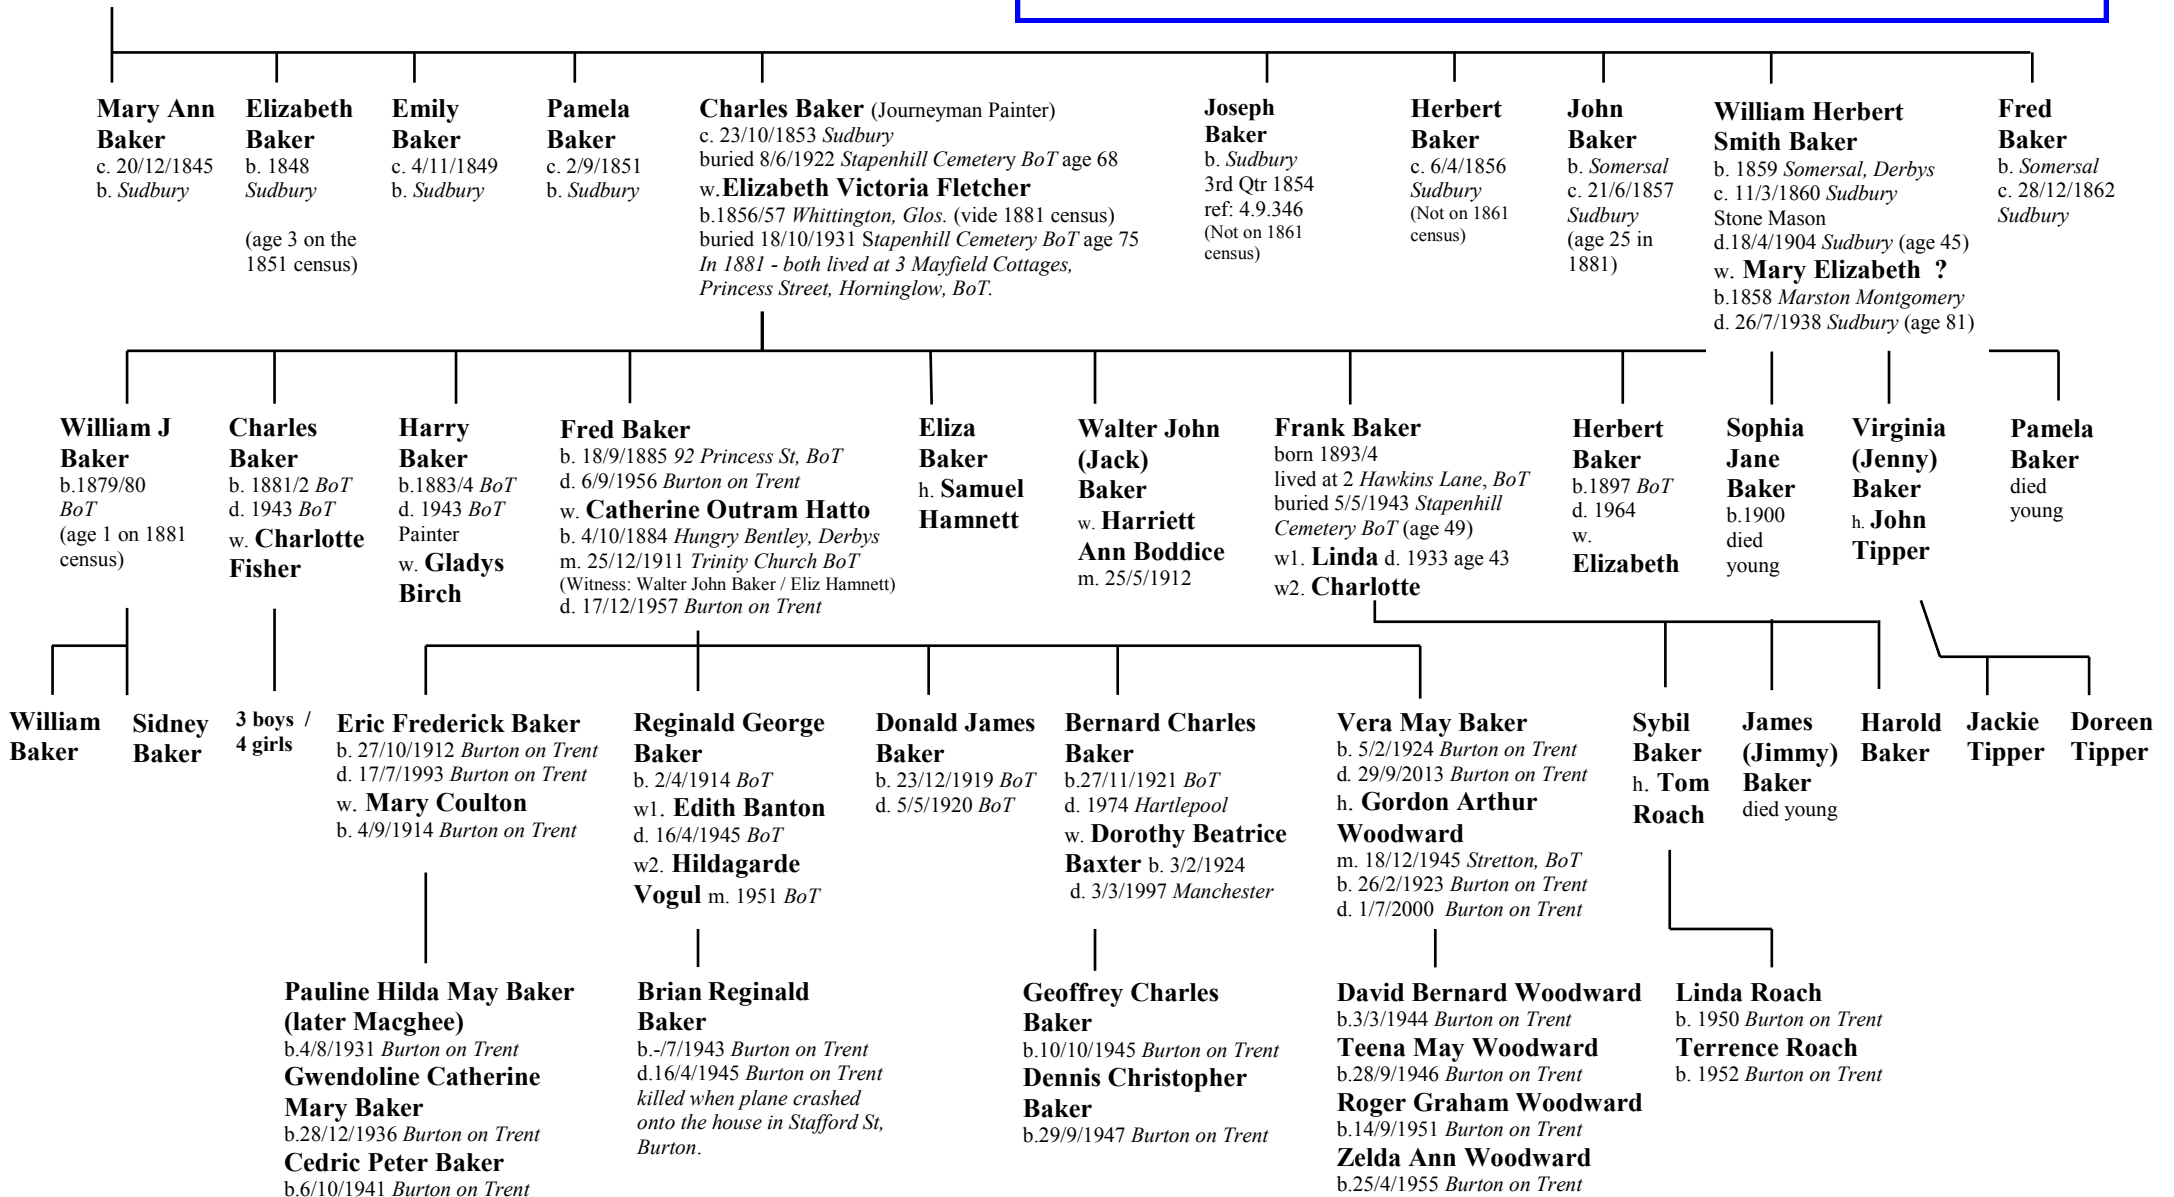 Mary Ann
Baker
c. 20/12/1845
b. Sudbury
Elizabeth
Baker
b. 1848
Sudbury
(age 3 on the
1851 census)
Emily
Baker
c. 4/11/1849
b. Sudbury
Pamela
Baker
c. 2/9/1851
b. Sudbury
Charles Baker (Journeyman Painter)
c. 23/10/1853 Sudbury
buried 8/6/1922 Stapenhill Cemetery BoT age 68
w. Elizabeth Victoria Fletcher
b.1856/57 Whittington, Glos. (vide 1881 census)
buried 18/10/1931 Stapenhill Cemetery BoT age 75
In 1881 - both lived at 3 Mayfield Cottages,
Princess Street, Horninglow, BoT.
Joseph
Baker
b. Sudbury
3rd Qtr 1854
ref: 4.9.346
(Not on 1861
census)
Herbert
Baker
c. 6/4/1856
Sudbury
(Not on 1861
census)
John
Baker
b. Somersal
c. 21/6/1857
Sudbury
(age 25 in
1881)
William Herbert
Smith Baker
b. 1859 Somersal, Derbys
c. 11/3/1860 Sudbury
Stone Mason
d.18/4/1904 Sudbury (age 45)
w. Mary Elizabeth ?
b.1858 Marston Montgomery
d. 26/7/1938 Sudbury (age 81)
Fred
Baker
b. Somersal
c. 28/12/1862
Sudbury
William J
Baker
b.1879/80
BoT
(age 1 on 1881
census)
Charles
Baker
b. 1881/2 BoT
d. 1943 BoT
w. Charlotte
Fisher
Harry
Baker
b.1883/4 BoT
d. 1943 BoT
Painter
w. Gladys
Birch
Fred Baker
b. 18/9/1885 92 Princess St, BoT
d. 6/9/1956 Burton on Trent
w. Catherine Outram Hatto
b. 4/10/1884 Hungry Bentley, Derbys
m. 25/12/1911 Trinity Church BoT
(Witness: Walter John Baker / Eliz Hamnett)
d. 17/12/1957 Burton on Trent
Eliza
Baker
h. Samuel
Hamnett
Walter John
(Jack)
Baker
w. Harriett
Ann Boddice
m. 25/5/1912
Frank Baker
born 1893/4
lived at 2 Hawkins Lane, BoT
buried 5/5/1943 Stapenhill
Cemetery BoT (age 49)
w1. Linda d. 1933 age 43
w2. Charlotte
Herbert
Baker
b.1897 BoT
d. 1964
w.
Elizabeth
Sophia
Jane
Baker
b.1900
died
young
Virginia
(Jenny)
Baker
h. John
Tipper
Pamela
Baker
died
young
William
Baker
Sidney
Baker
3 boys /
4 girls
Eric Frederick Baker
b. 27/10/1912 Burton on Trent
d. 17/7/1993 Burton on Trent
w. Mary Coulton
b. 4/9/1914 Burton on Trent
Reginald George
Baker
b. 2/4/1914 BoT
w1. Edith Banton
d. 16/4/1945 BoT
w2. Hildagarde
Vogul m. 1951 BoT
Donald James
Baker
b. 23/12/1919 BoT
d. 5/5/1920 BoT
Bernard Charles
Baker
b.27/11/1921 BoT
d. 1974 Hartlepool
w. Dorothy Beatrice
Baxter b. 3/2/1924
d. 3/3/1997 Manchester
Vera May Baker
b. 5/2/1924 Burton on Trent
d. 29/9/2013 Burton on Trent
h. Gordon Arthur
Woodward
m. 18/12/1945 Stretton, BoT
b. 26/2/1923 Burton on Trent
d. 1/7/2000 Burton on Trent
Sybil
Baker
h. Tom
Roach
James
(Jimmy)
Baker
died young
Harold
Baker
Jackie
Tipper
Doreen
Tipper
Pauline Hilda May Baker
(later Macghee)
b.4/8/1931 Burton on Trent
Gwendoline Catherine
Mary Baker
b.28/12/1936 Burton on Trent
Cedric Peter Baker
b.6/10/1941 Burton on Trent
Brian Reginald
Baker
b.-/7/1943 Burton on Trent
d.16/4/1945 Burton on Trent
killed when plane crashed
onto the house in Stafford St,
Burton.
Geoffrey Charles
Baker
b.10/10/1945 Burton on Trent
Dennis Christopher
Baker
b.29/9/1947 Burton on Trent
David Bernard Woodward
b.3/3/1944 Burton on Trent
Teena May Woodward
b.28/9/1946 Burton on Trent
Roger Graham Woodward
b.14/9/1951 Burton on Trent
Zelda Ann Woodward
b.25/4/1955 Burton on Trent
Linda Roach
b. 1950 Burton on Trent
Terrence Roach
b. 1952 Burton on Trent